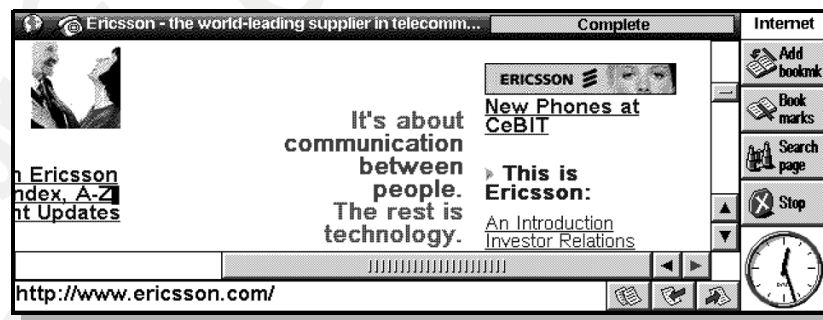 Ericsson - the world-leading supplier in telecomm...
Complete
Internet
Add
bookmk
Book
marks
Search
page
Stop
n Ericsson
ndex, A-Z
nt Updates
It's about
communication
between
people.
The rest is
technology.
ERICSSON
New Phones at
CeBIT
This is
Ericsson:
An Introduction
Investor Relations
http://www.ericsson.com/